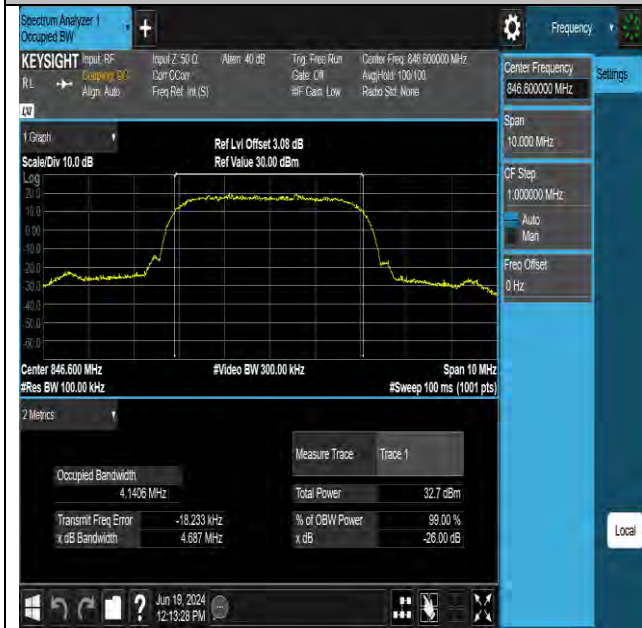 Spectrum Analyzer 1
Occupied BW
+
Frequency
KEYSIGHT
Input: RF
Coupling: DC
Align: Auto
RL
LXI
Input Z: 50 Ω
Corr CCorr
Freq Ref: Int (S)
Atten: 40 dB
Trig: Free Run
Gate: Off
#IF Gain: Low
Center Freq: 846.600000 MHz
Avg|Hold: 100/100
Radio Std: None
Center Frequency
846.600000 MHz
Settings
Span
10.000 MHz
CF Step
1.000000 MHz
Auto
Man
Freq Offset
0 Hz
Local
1 Graph
Scale/Div 10.0 dB
Ref Lvl Offset 3.08 dB
Ref Value 30.00 dBm
Log
20.0
10.0
0.00
-10.0
-20.0
-30.0
-40.0
-50.0
-60.0
Center 846.600 MHz
#Video BW 300.00 kHz
Span 10 MHz
#Res BW 100.00 kHz
#Sweep 100 ms (1001 pts)
2 Metrics
Measure Trace
Trace 1
Occupied Bandwidth
4.1406 MHz
Total Power
32.7 dBm
Transmit Freq Error
-18.233 kHz
% of OBW Power
99.00 %
x dB Bandwidth
4.687 MHz
x dB
-26.00 dB
?
Jun 19, 2024
12:13:28 PM